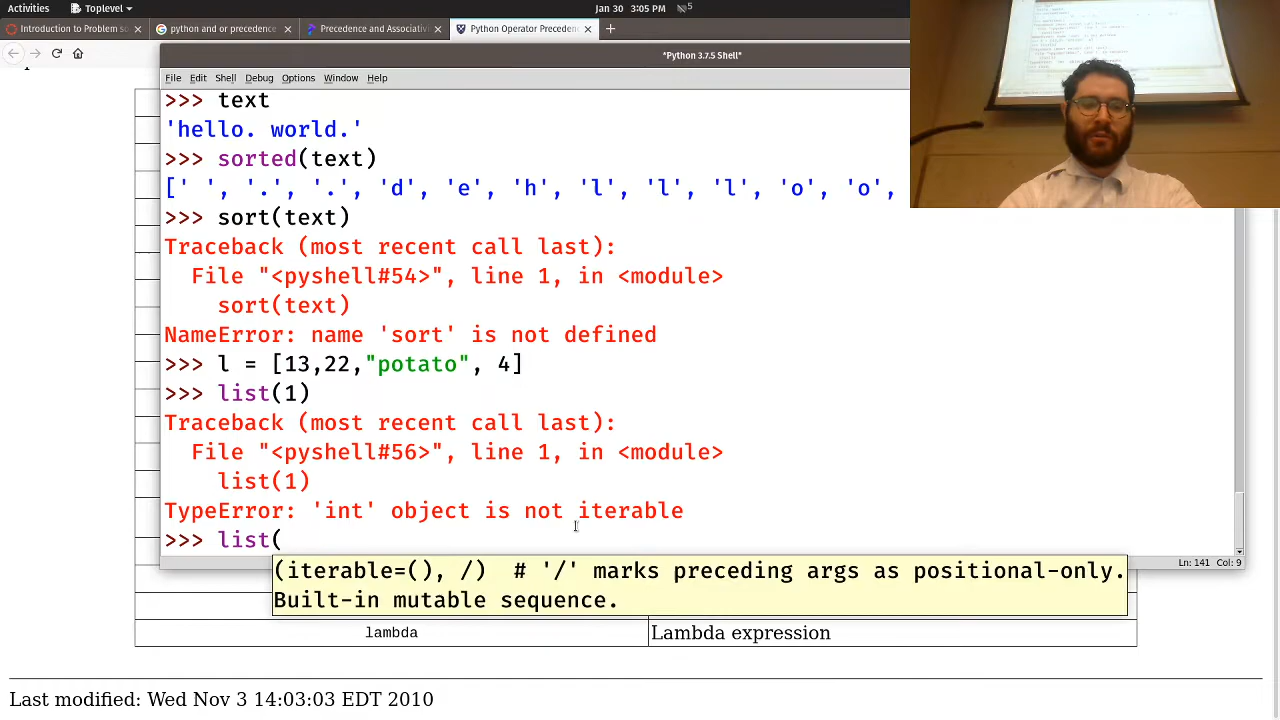 Activities
Toplevel
Jan 30 3:05 PM
5
Introduction to Problem s
python and or precedence
Precedence and associativ
Python Operator Preceden
*Python 3.7.5 Shell*
File Edit Shell Debug Options Window Help
>>> text
'hello. world.'
>>> sorted(text)
[' ', '.', '.', 'd', 'e', 'h', 'l', 'l', 'l', 'o', 'o',
>>> sort(text)
Traceback (most recent call last):
File "<pyshell#54>", line 1, in <module>
sort(text)
NameError: name 'sort' is not defined
>>> l = [13,22,"potato", 4]
>>> list(1)
Traceback (most recent call last):
File "<pyshell#56>", line 1, in <module>
list(1)
TypeError: 'int' object is not iterable
>>> list(
(iterable=(), /) # '/' marks preceding args as positional-only.
Built-in mutable sequence.
Ln: 141 Col: 9
lambda
Lambda expression
Last modified: Wed Nov 3 14:03:03 EDT 2010